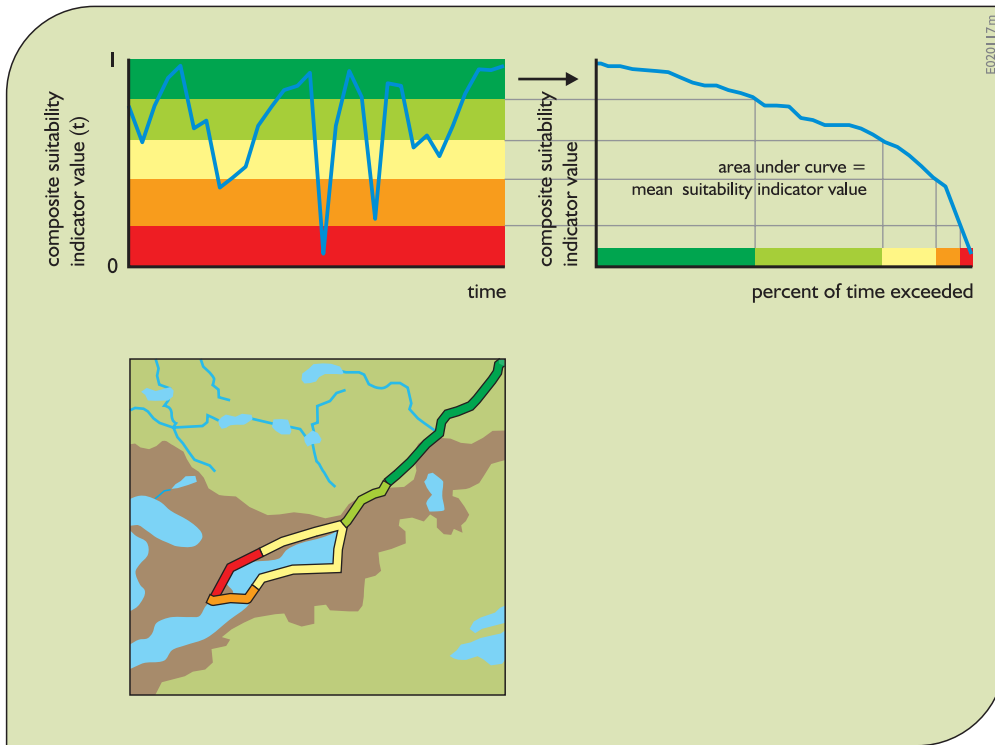 E020117m
1
composite suitability
indicator value (t)
0
time
composite suitability
indicator value
area under curve =
mean suitability indicator value
percent of time exceeded